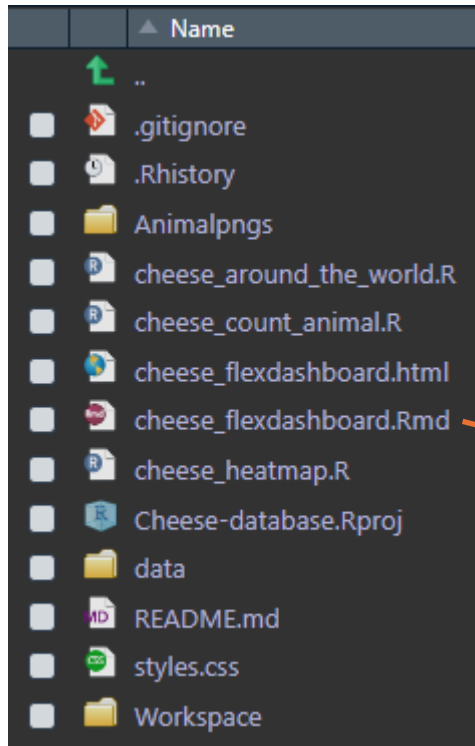 Name
..
.gitignore
.Rhistory
Animalpngs
cheese_around_the_world.R
cheese_count_animal.R
cheese_flexdashboard.html
cheese_flexdashboard.Rmd
cheese_heatmap.R
Cheese-database.Rproj
data
README.md
styles.css
Workspace